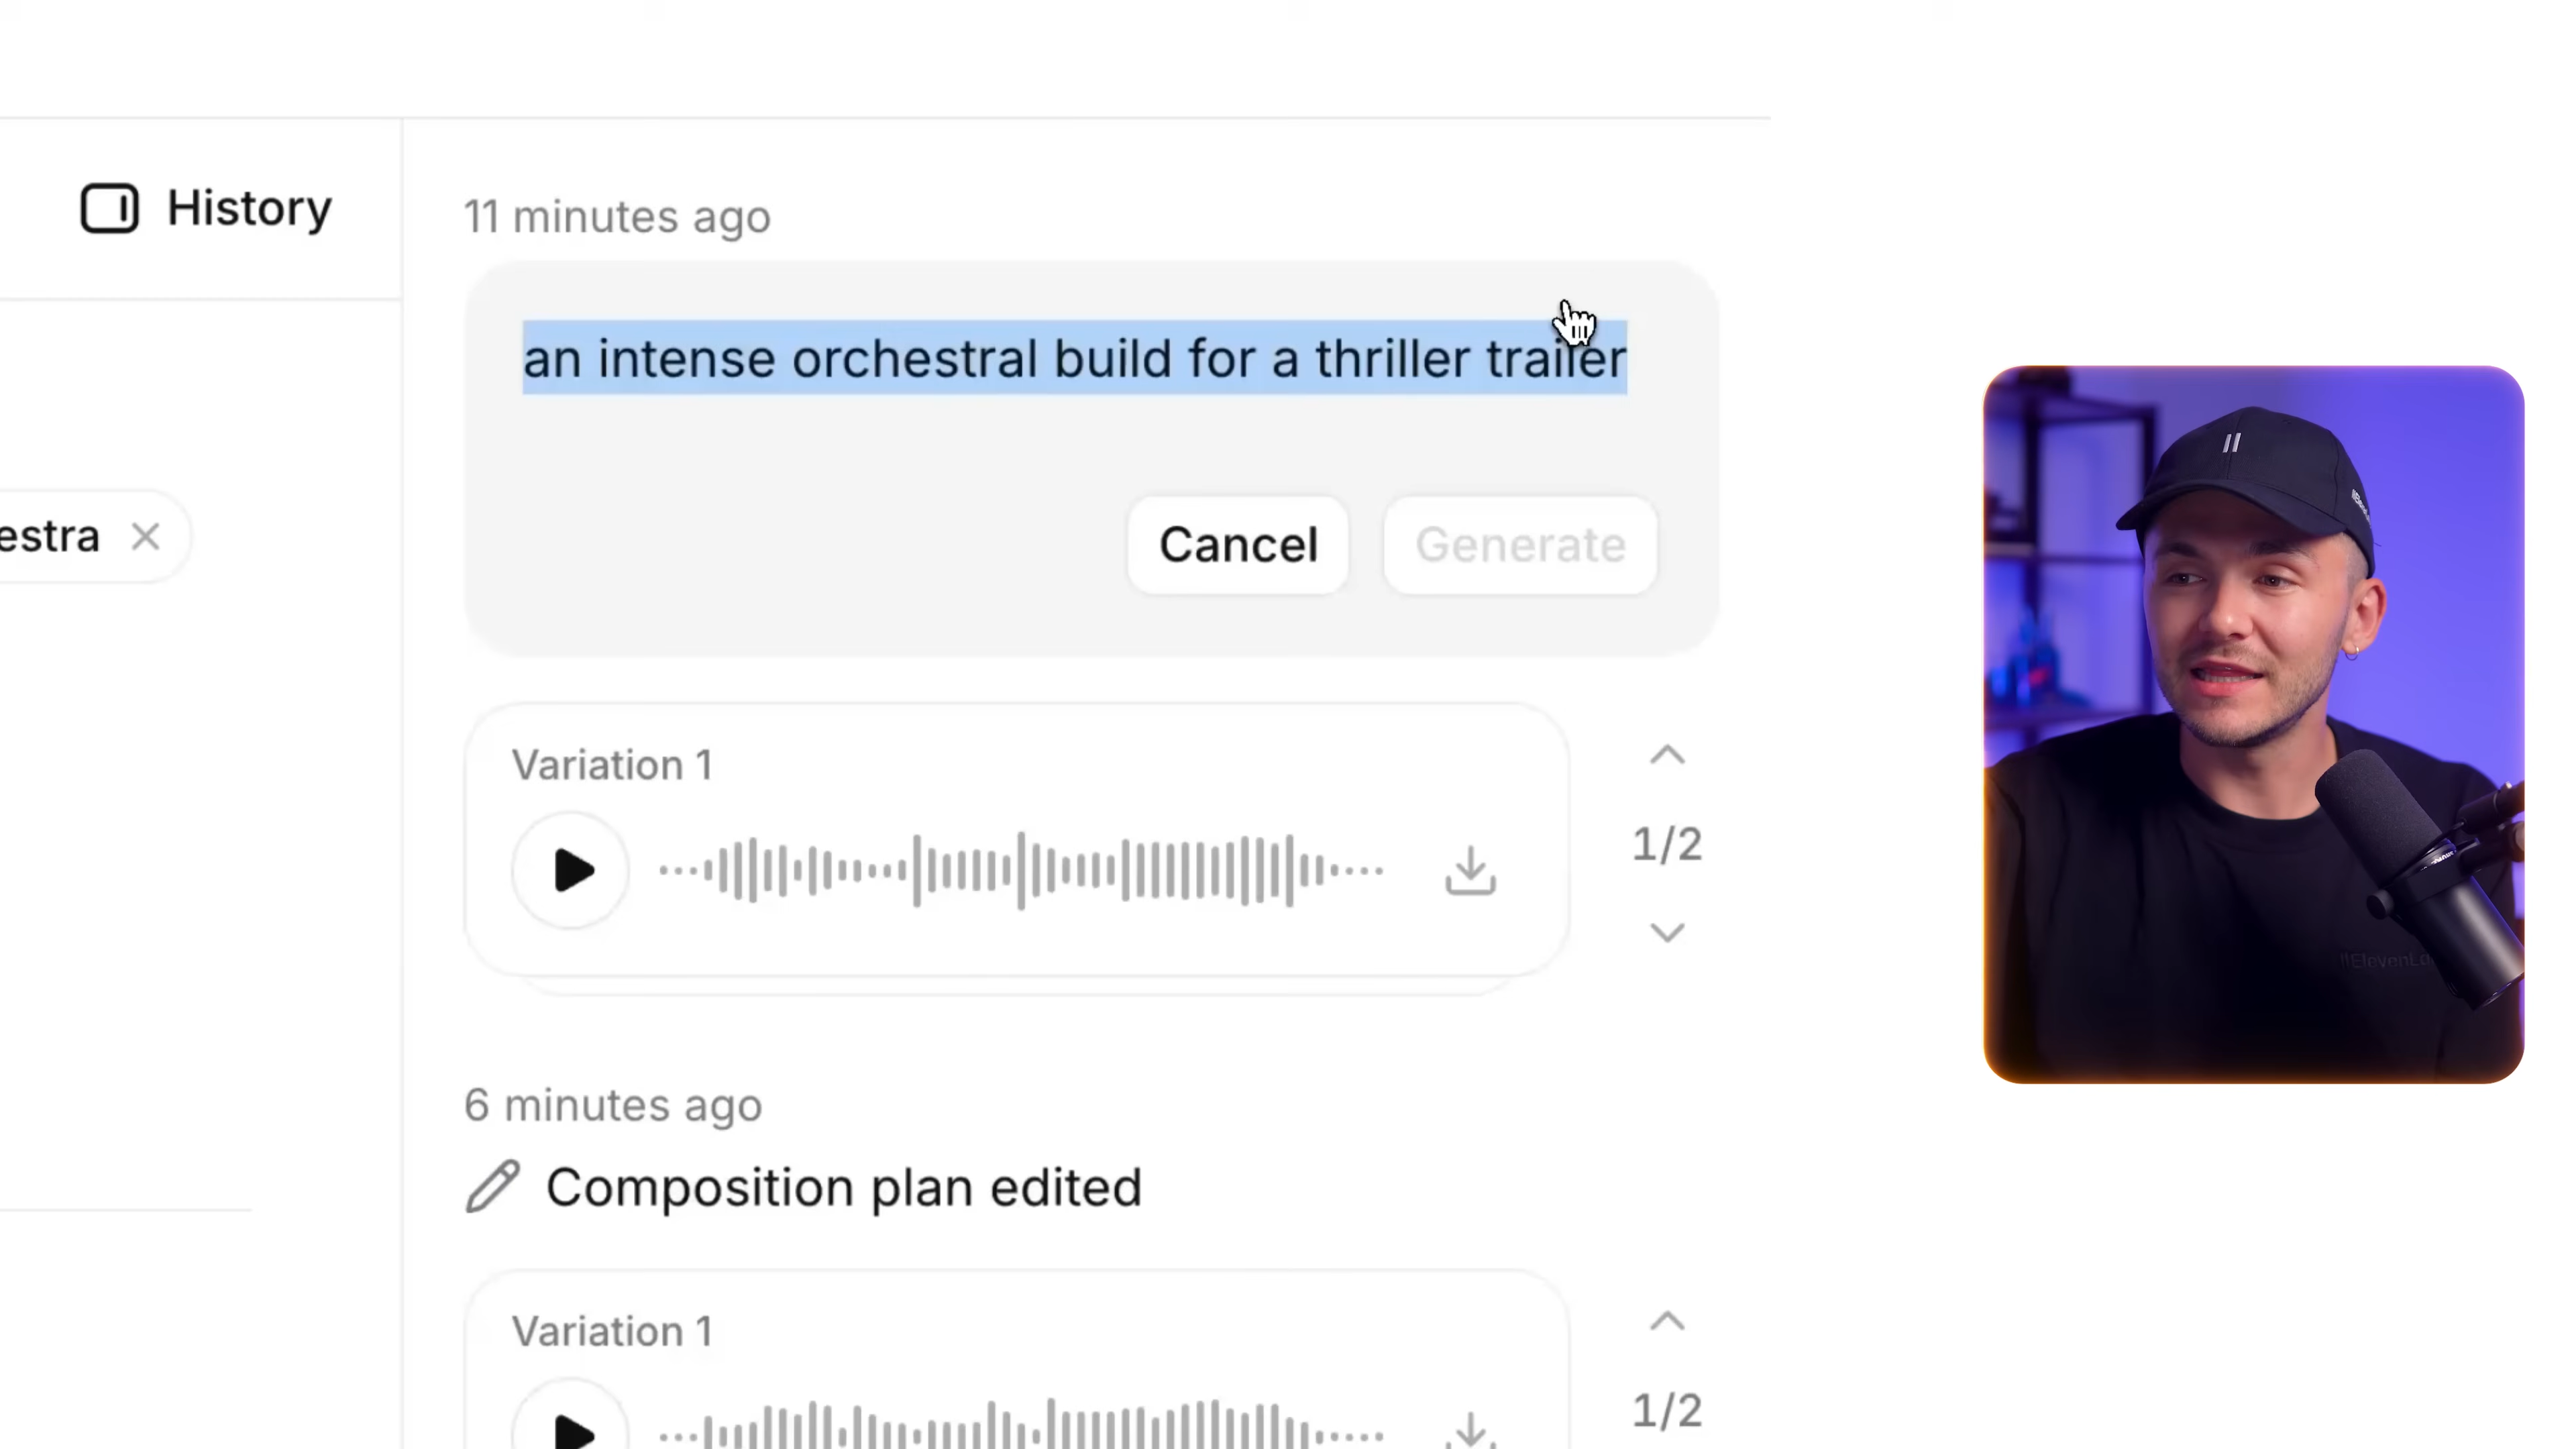 History
11 minutes ago
an intense orchestral build for a thriller trailer
Cancel
Generate
estra
Variation 1
1/2
6 minutes ago
Composition plan edited
Variation 1
1/2